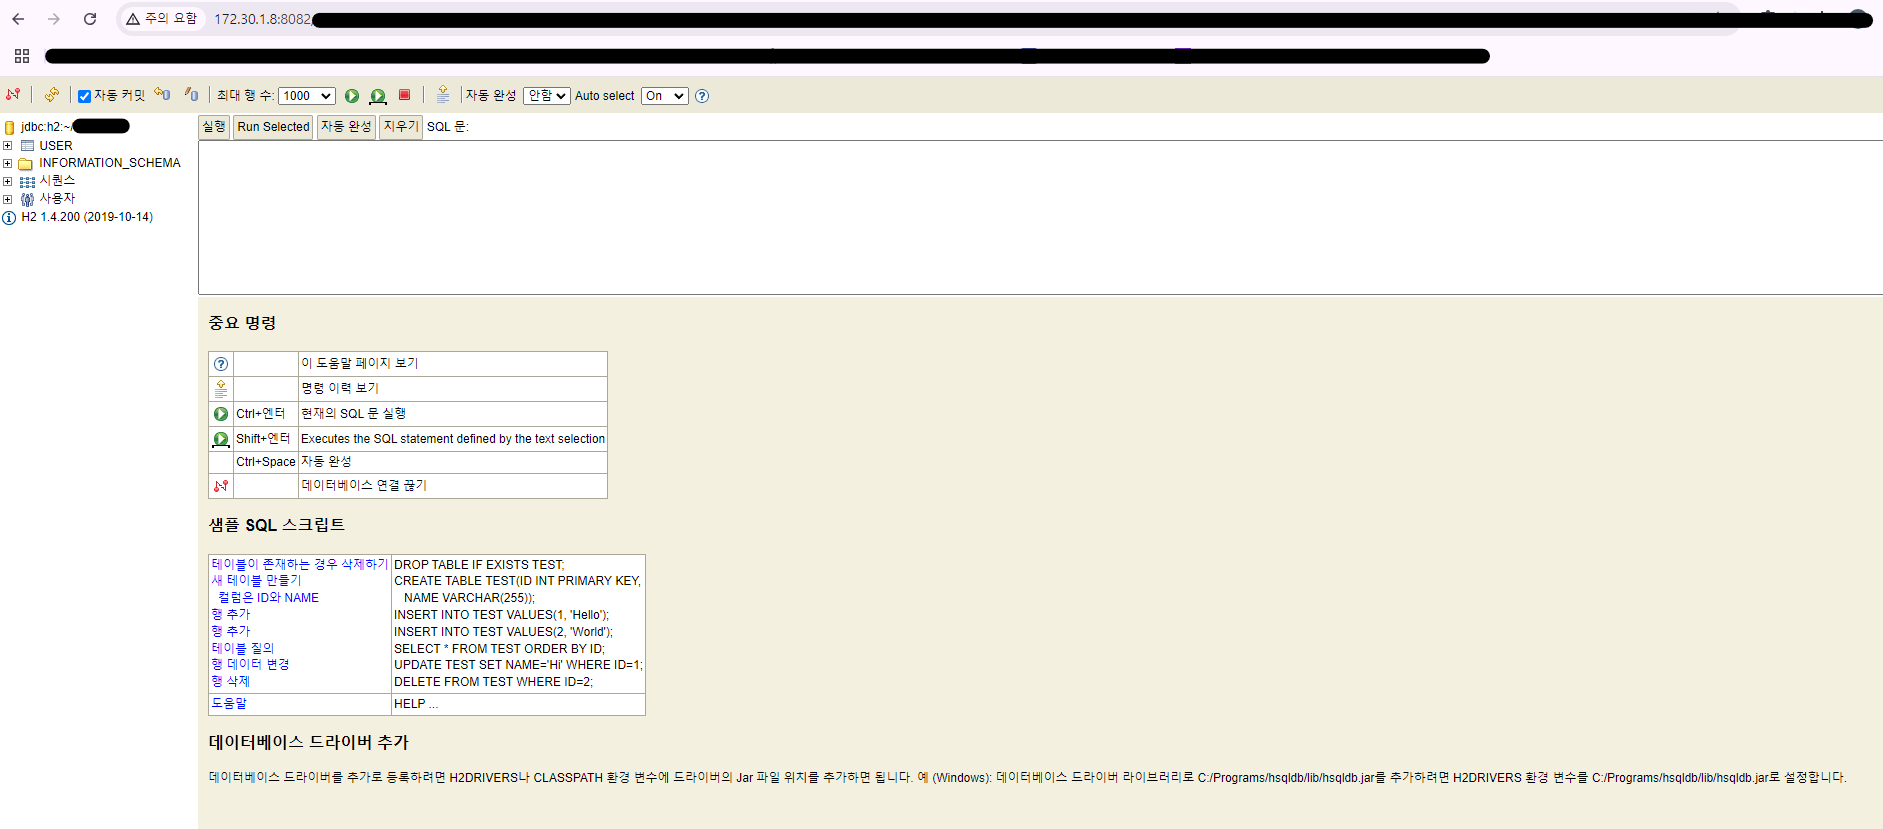 주의 요함 172.30.1.8:8082
자동 커밋 최대 행 수: 1000 자동 완성 안함 Auto select On
jdbc:h2:~/
USER
INFORMATION_SCHEMA
시퀀스
사용자
H2 1.4.200 (2019-10-14)
실행 Run Selected 자동 완성 지우기 SQL 문:
중요 명령
이 도움말 페이지 보기
명령 이력 보기
Ctrl+엔터 현재의 SQL 문 실행
Shift+엔터 Executes the SQL statement defined by the text selection
Ctrl+Space 자동 완성
데이터베이스 연결 끊기
샘플 SQL 스크립트
테이블이 존재하는 경우 삭제하기 DROP TABLE IF EXISTS TEST;
새 테이블 만들기 CREATE TABLE TEST(ID INT PRIMARY KEY,
컬럼은 ID와 NAME NAME VARCHAR(255));
행 추가 INSERT INTO TEST VALUES(1, 'Hello');
행 추가 INSERT INTO TEST VALUES(2, 'World');
테이블 질의 SELECT * FROM TEST ORDER BY ID;
행 데이터 변경 UPDATE TEST SET NAME='Hi' WHERE ID=1;
행 삭제 DELETE FROM TEST WHERE ID=2;
도움말 HELP ...
데이터베이스 드라이버 추가
데이터베이스 드라이버를 추가로 등록하려면 H2DRIVERS나 CLASSPATH 환경 변수에 드라이버의 Jar 파일 위치를 추가하면 됩니다. 예 (Windows): 데이터베이스 드라이버 라이브러리로 C:/Programs/hsqldb/lib/hsqldb.jar를 추가하려면 H2DRIVERS 환경 변수를 C:/Programs/hsqldb/lib/hsqldb.jar로 설정합니다.